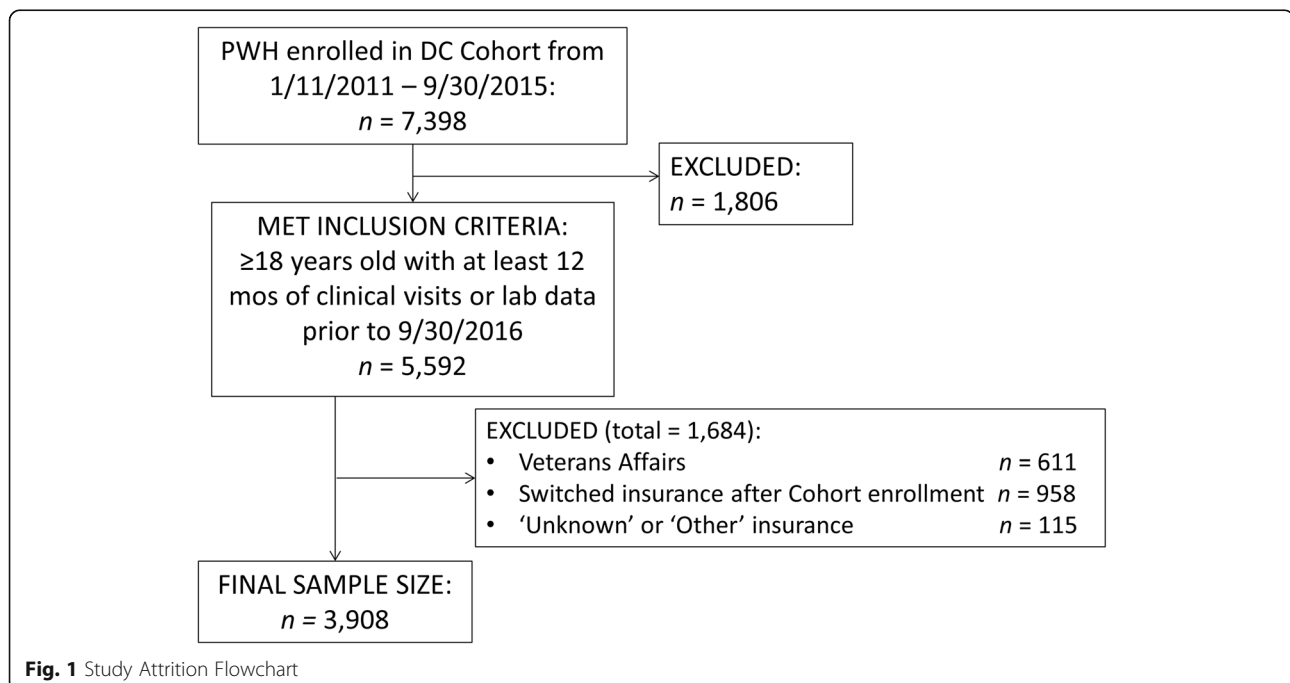 PWH enrolled in DC Cohort from
1/11/2011 – 9/30/2015:
n = 7,398
EXCLUDED:
n = 1,806
MET INCLUSION CRITERIA:
≥18 years old with at least 12
mos of clinical visits or lab data
prior to 9/30/2016
n = 5,592
EXCLUDED (total = 1,684):
• Veterans Affairs n = 611
• Switched insurance after Cohort enrollment n = 958
• ‘Unknown’ or ‘Other’ insurance n = 115
FINAL SAMPLE SIZE:
n = 3,908
Fig. 1 Study Attrition Flowchart